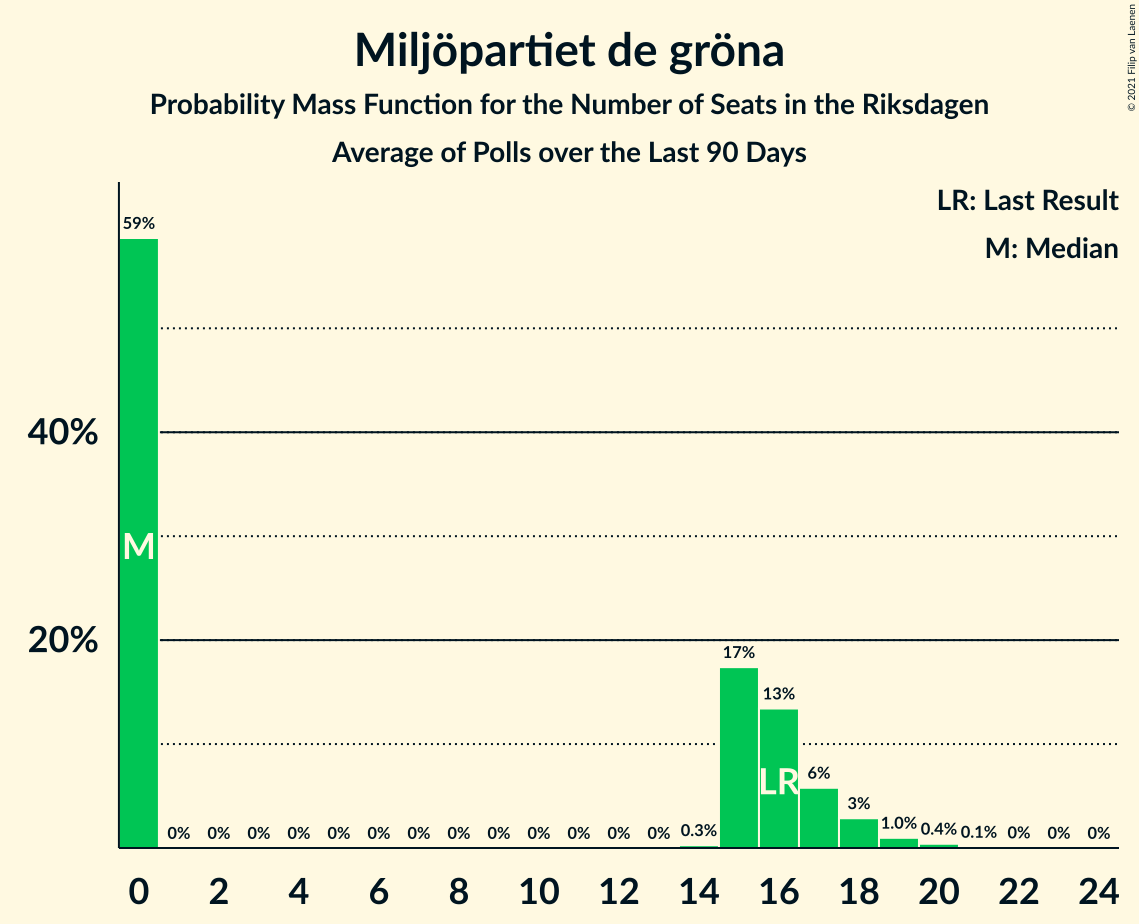 Miljöpartiet de gröna
Probability Mass Function for the Number of Seats in the Riksdagen
Average of Polls over the Last 90 Days
© 2021 Filip van Laenen
LR: Last Result
M: Median
59%
40%
M
20%
17%
13%
LR
6%
3%
0% 0% 0% 0% 0% 0% 0% 0% 0% 0% 0% 0% 0% 0.3% 1.0% 0.4% 0.1% 0% 0% 0%
0 2 4 6 8 10 12 14 16 18 20 22 24